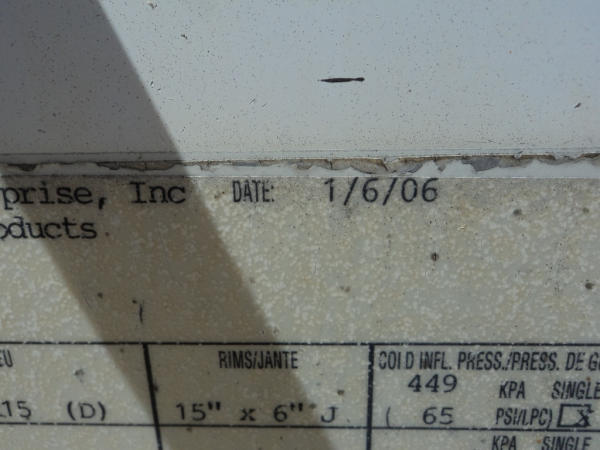 prise, Inc DATE: 1/6/06
oducts
EU RIMS/JANTE COLD INFL. PRESS./PRESS. DE G
15 (D) 15" x 6" J 449 KPA SINGLE
( 65 PSI/LPC) X
KPA SINGLE